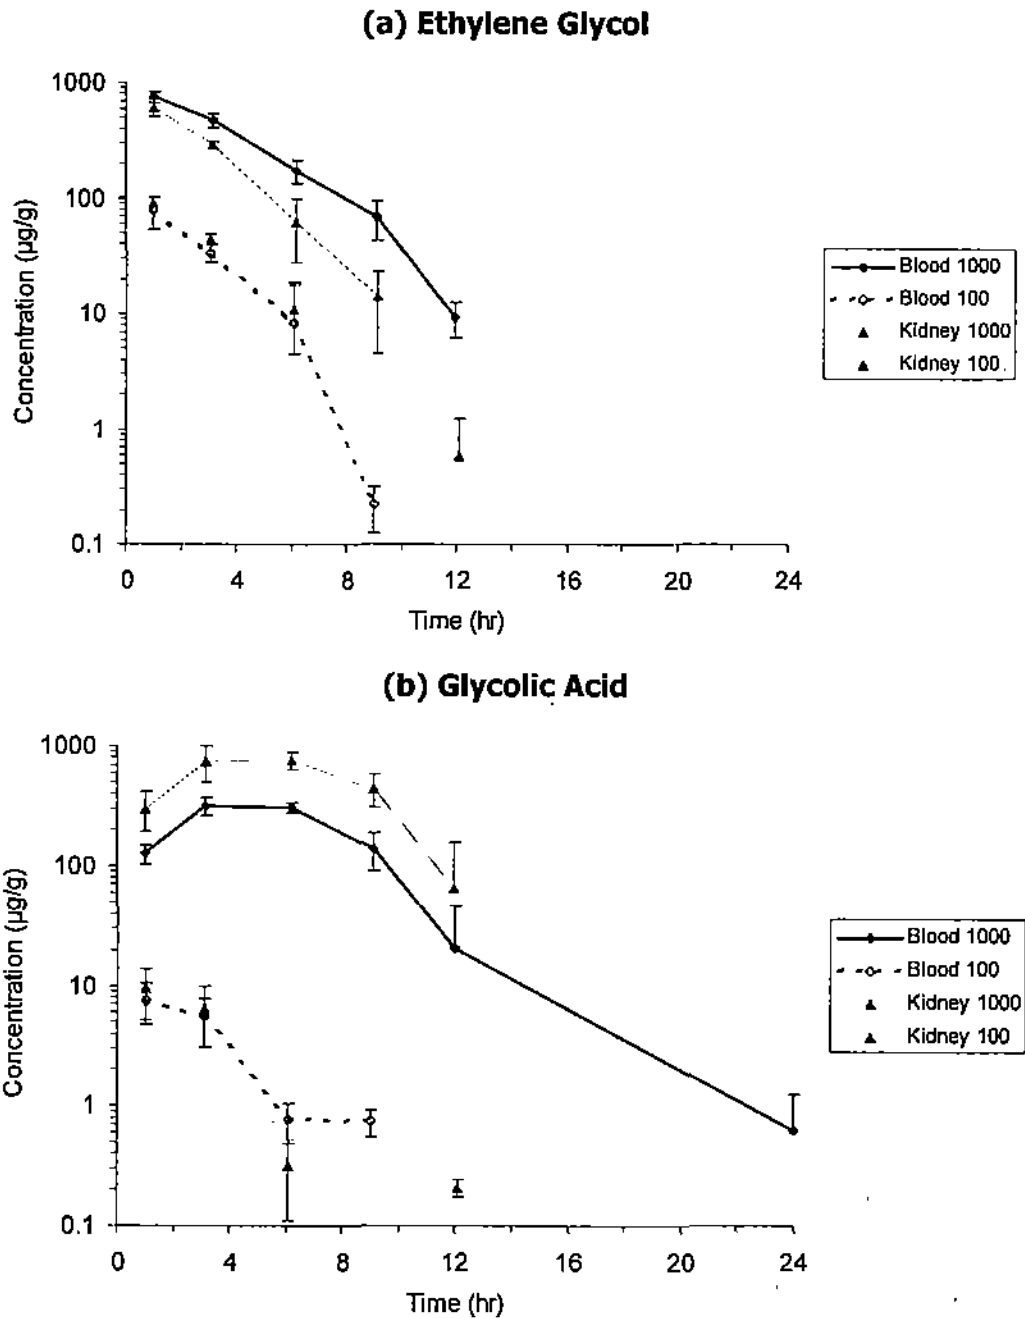 (a) Ethylene Glycol
1000
100
10
1
0.1
Concentration (µg/g)
0
4
8
12
16
20
24
Time (hr)
Blood 1000
Blood 100
Kidney 1000
Kidney 100
(b) Glycolic Acid
1000
100
10
1
0.1
Concentration (µg/g)
0
4
8
12
16
20
24
Time (hr)
Blood 1000
Blood 100
Kidney 1000
Kidney 100